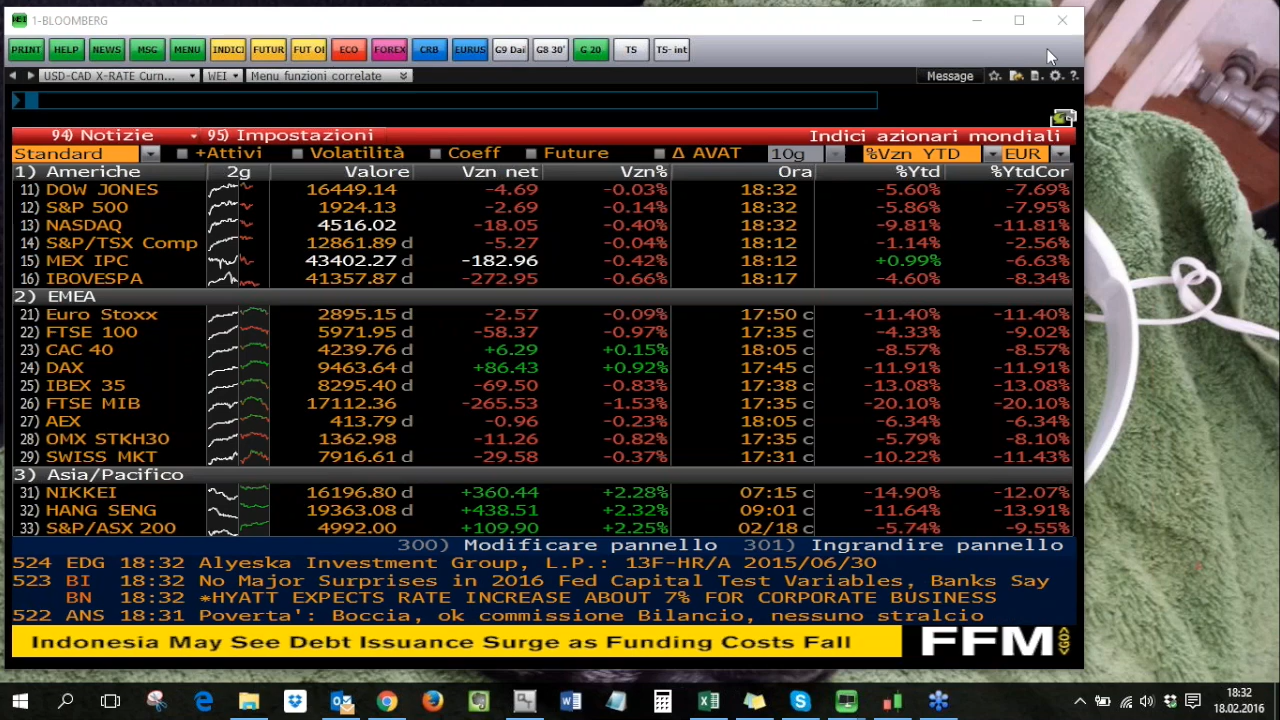 1-BLOOMBERG
PRINT HELP NEWS MSG MENU INDICI FUTUR FUT OI ECO FOREX CRB EURUS G9 Dai G8 30' G 20 TS TS- int
USD-CAD X-RATE Curn... WEI Menu funzioni correlate Message
94) Notizie 95) Impostazioni Indici azionari mondiali
Standard +Attivi Volatilità Coeff Future Δ AVAT 10g %Vzn YTD EUR
1) Americhe 2g Valore Vzn net Vzn% Ora %Ytd %YtdCor
11) DOW JONES 16449.14 -4.69 -0.03% 18:32 -5.60% -7.69%
12) S&P 500 1924.13 -2.69 -0.14% 18:32 -5.86% -7.95%
13) NASDAQ 4516.02 -18.05 -0.40% 18:32 -9.81% -11.81%
14) S&P/TSX Comp 12861.89 d -5.27 -0.04% 18:12 -1.14% -2.56%
15) MEX IPC 43402.27 d -182.96 -0.42% 18:12 +0.99% -6.63%
16) IBOVESPA 41357.87 d -272.95 -0.66% 18:17 -4.60% -8.34%
2) EMEA
21) Euro Stoxx 2895.15 d -2.57 -0.09% 17:50 c -11.40% -11.40%
22) FTSE 100 5971.95 -58.37 -0.97% 17:35 c -4.33% -9.02%
23) CAC 40 4239.76 d +6.29 +0.15% 18:05 c -8.57% -8.57%
24) DAX 9463.64 d +86.43 +0.92% 17:45 c -11.91% -11.91%
25) IBEX 35 8295.40 d -69.50 -0.83% 17:38 c -13.08% -13.08%
26) FTSE MIB 17112.36 -265.53 -1.53% 17:35 c -20.10% -20.10%
27) AEX 413.79 d -0.96 -0.23% 18:05 c -6.34% -6.34%
28) OMX STKH30 1362.98 -11.26 -0.82% 17:35 c -5.79% -8.10%
29) SWISS MKT 7916.61 d -29.58 -0.37% 17:31 c -10.22% -11.43%
3) Asia/Pacifico
31) NIKKEI 16196.80 d +360.44 +2.28% 07:15 c -14.90% -12.07%
32) HANG SENG 19363.08 d +438.51 +2.32% 09:01 c -11.64% -13.91%
33) S&P/ASX 200 4992.00 +109.90 +2.25% 02/18 c -5.74% -9.55%
300) Modificare pannello 301) Ingrandire pannello
524 EDG 18:32 Alyeska Investment Group, L.P.: 13F-HR/A 2015/06/30
523 BI 18:32 No Major Surprises in 2016 Fed Capital Test Variables, Banks Say
BN 18:32 *HYATT EXPECTS RATE INCREASE ABOUT 7% FOR CORPORATE BUSINESS
522 ANS 18:31 Poverta': Boccia, ok commissione Bilancio, nessuno stralcio
Indonesia May See Debt Issuance Surge as Funding Costs Fall FFM
18:32
18.02.2016